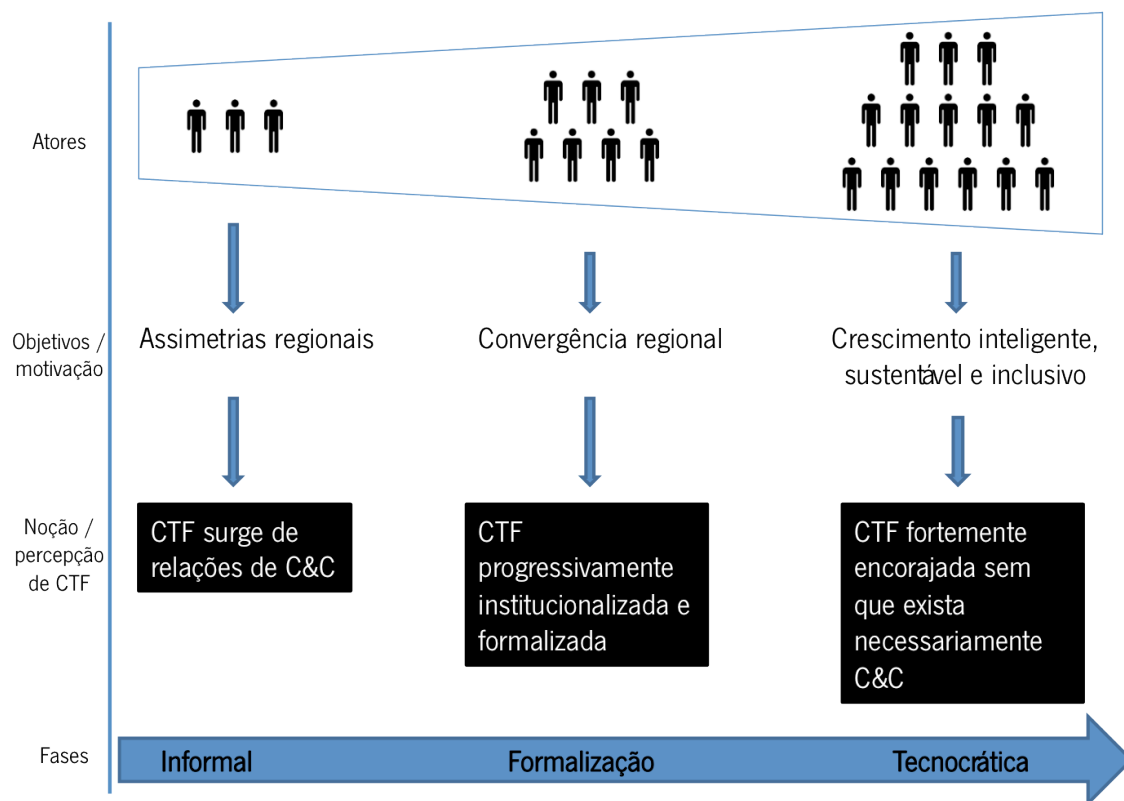 Atores
Objetivos /
motivação
Assimetrias regionais
Convergência regional
Crescimento inteligente,
sustentável e inclusivo
Noção /
percepção
de CTF
CTF surge de
relações de C&C
CTF
progressivamente
institucionalizada e
formalizada
CTF fortemente
encorajada sem
que exista
necessariamente
C&C
Fases
Informal
Formalização
Tecnocrática